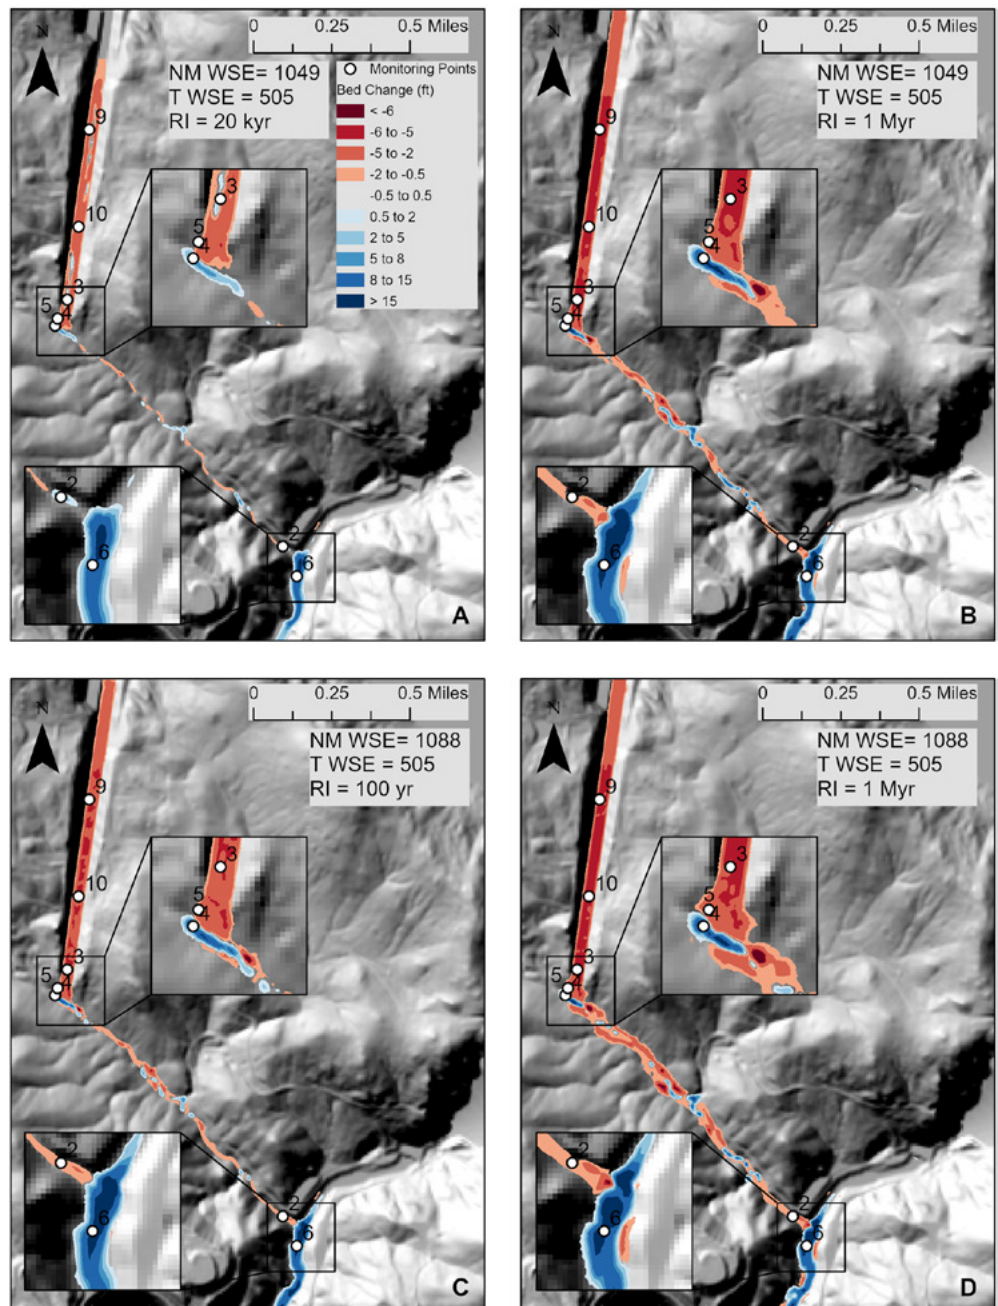 N
0 0.25 0.5 Miles
NM WSE= 1049
T WSE = 505
RI = 20 kyr
Monitoring Points
Bed Change (ft)
< -6
-6 to -5
-5 to -2
-2 to -0.5
-0.5 to 0.5
0.5 to 2
2 to 5
5 to 8
8 to 15
> 15
9
10
3
5
4
3
5
4
2
6
2
6
A
N
0 0.25 0.5 Miles
NM WSE= 1049
T WSE = 505
RI = 1 Myr
9
10
3
5
4
3
5
4
2
6
2
6
B
N
0 0.25 0.5 Miles
NM WSE= 1088
T WSE = 505
RI = 100 yr
9
10
3
5
4
3
5
4
2
6
2
6
C
N
0 0.25 0.5 Miles
NM WSE= 1088
T WSE = 505
RI = 1 Myr
9
10
3
5
4
3
5
4
2
6
2
6
D